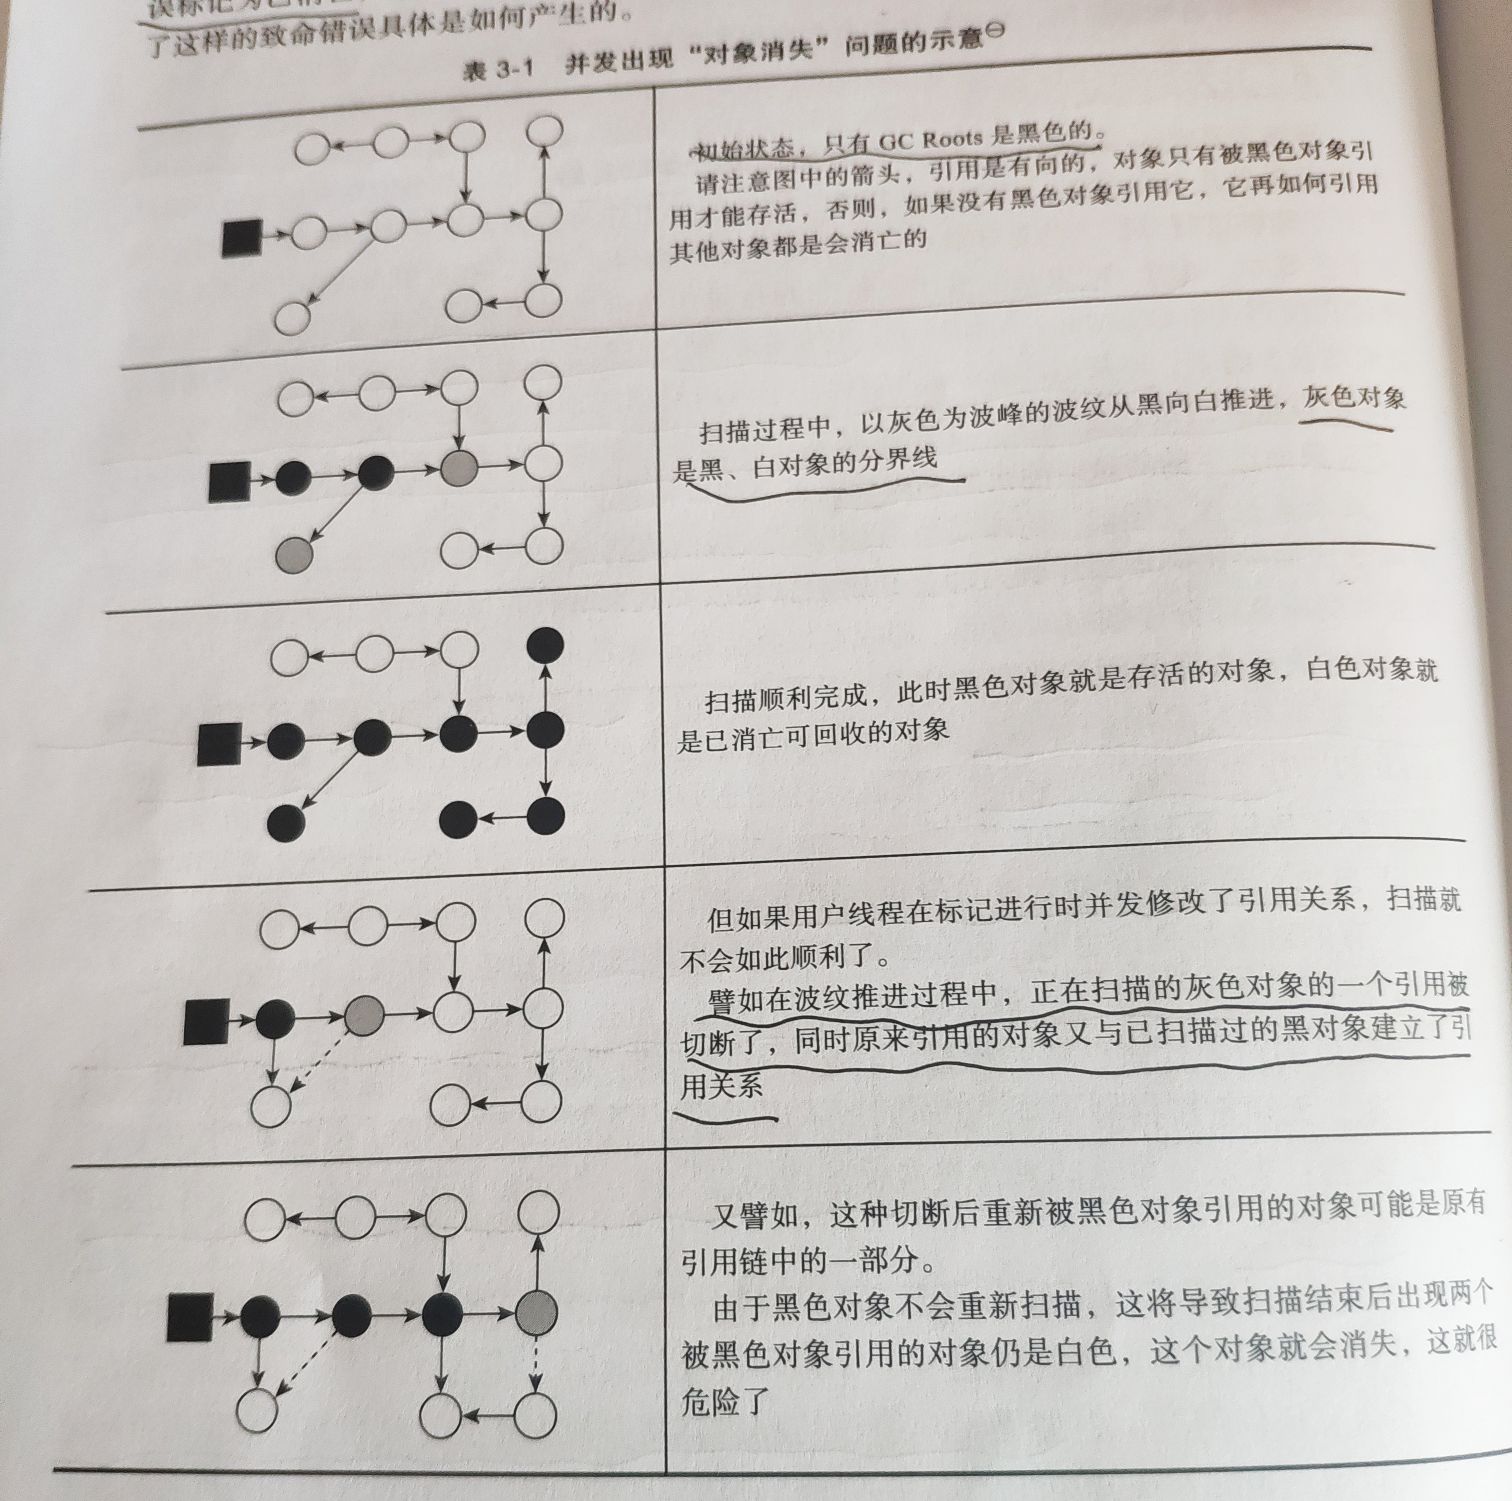 误标记为已消亡
了这样的致命错误具体是如何产生的。
表 3-1 并发出现“对象消失”问题的示意㊀
初始状态，只有 GC Roots 是黑色的。
请注意图中的箭头，引用是有向的，对象只有被黑色对象引
用才能存活，否则，如果没有黑色对象引用它，它再如何引用
其他对象都是会消亡的
扫描过程中，以灰色为波峰的波纹从黑向白推进，灰色对象
是黑、白对象的分界线
扫描顺利完成，此时黑色对象就是存活的对象，白色对象就
是已消亡可回收的对象
但如果用户线程在标记进行时并发修改了引用关系，扫描就
不会如此顺利了。
譬如在波纹推进过程中，正在扫描的灰色对象的一个引用被
切断了，同时原来引用的对象又与已扫描过的黑对象建立了引
用关系
又譬如，这种切断后重新被黑色对象引用的对象可能是原有
引用链中的一部分。
由于黑色对象不会重新扫描，这将导致扫描结束后出现两个
被黑色对象引用的对象仍是白色，这个对象就会消失，这就很
危险了